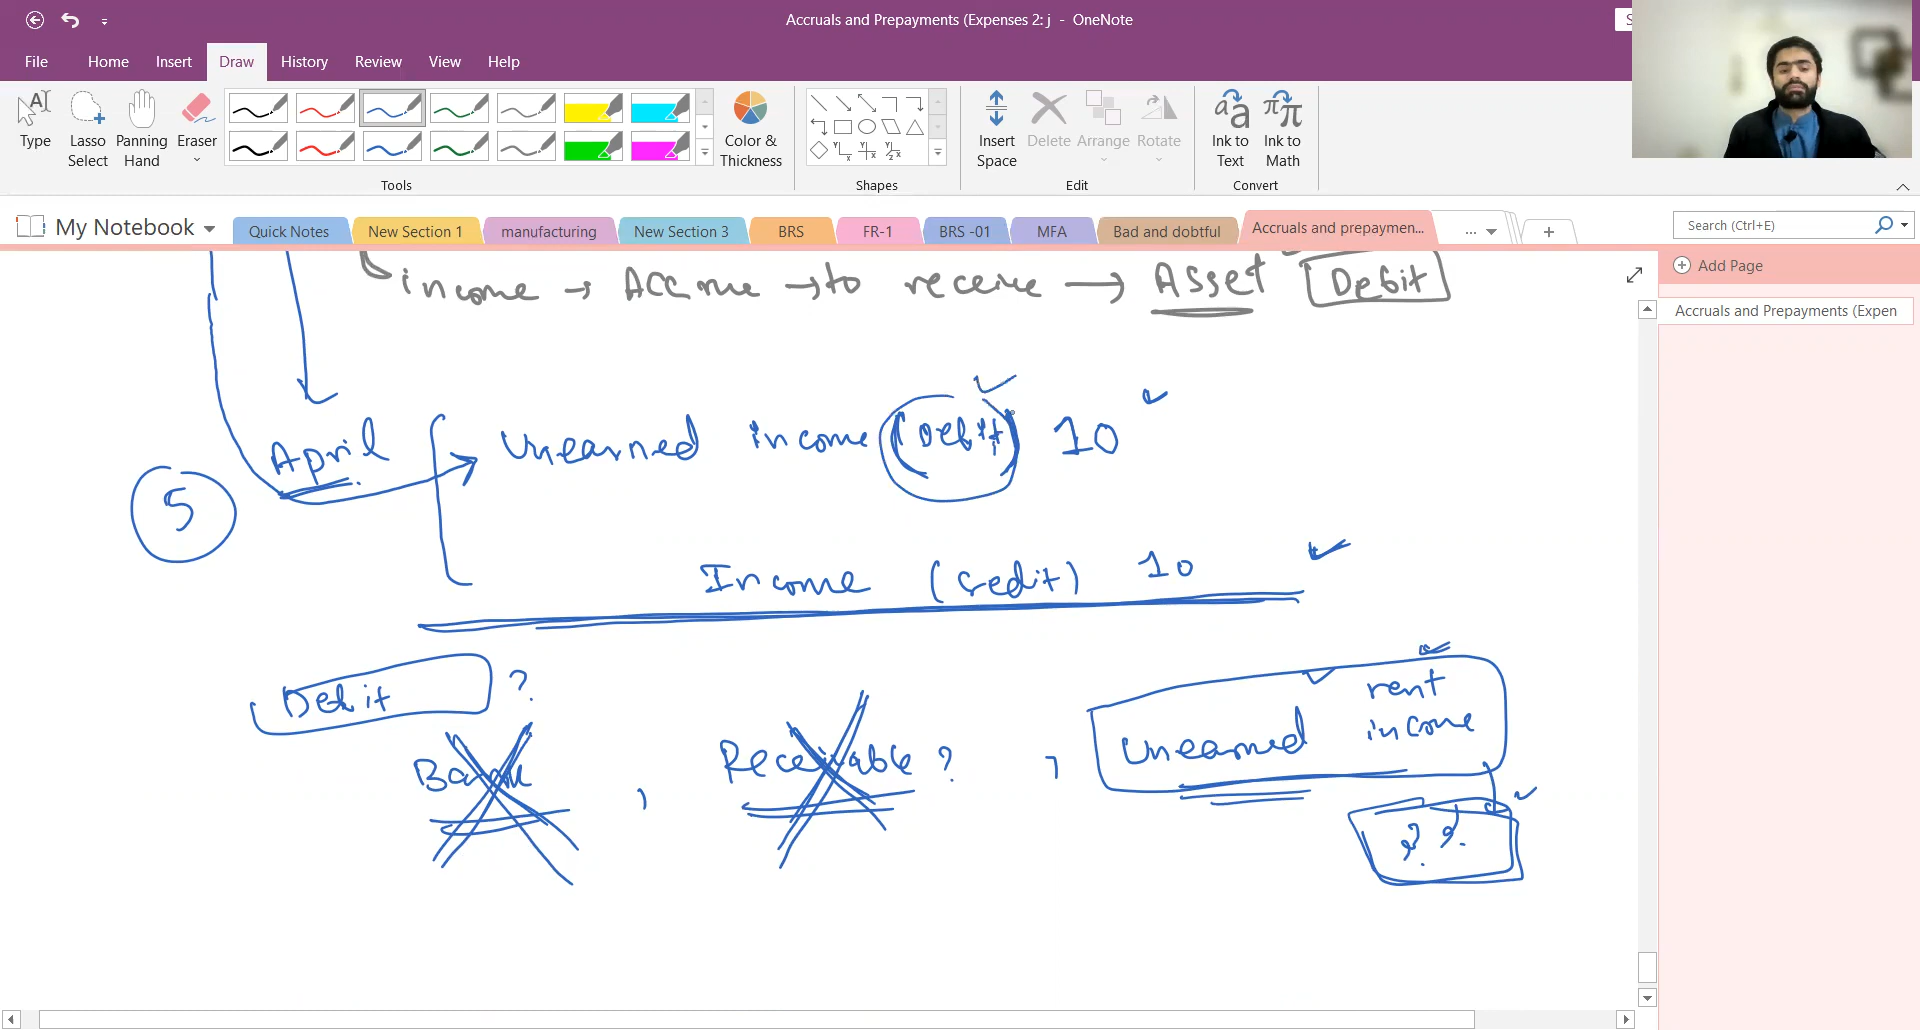 Accruals and Prepayments (Expenses 2: j - OneNote
File Home Insert Draw History Review View Help
Type
Lasso Select
Panning Hand
Eraser
Color & Thickness
Insert Space
Delete
Arrange
Rotate
Ink to Text
Ink to Math
Tools Shapes Edit Convert
My Notebook Quick Notes New Section 1 manufacturing New Section 3 BRS FR-1 BRS -01 MFA Bad and doubtful Accruals and prepaymen... ... + Search (Ctrl+E)
Add Page
Accruals and Prepayments (Expen
income → Accrue → to receive → Asset Debit
April Unearned income (Debit) 10
5
Income (credit) 10
Debit ?
rent
income
Bank , Receivable ? , Unearned
? ?